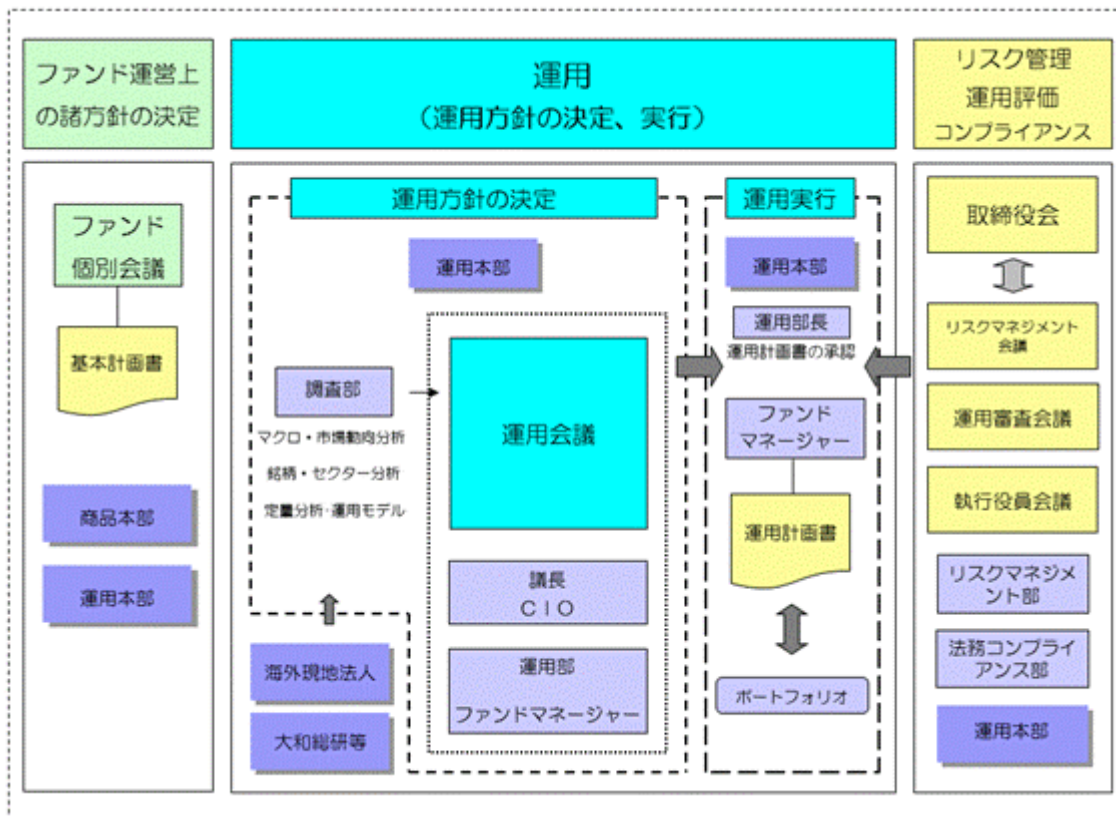 ファンド運営上
の諸方針の決定
運用
（運用方針の決定、実行）
リスク管理
運用評価
コンプライアンス
ファンド
個別会議
基本計画書
商品本部
運用本部
運用方針の決定
運用本部
調査部
マクロ・市場動向分析
銘柄・セクター分析
定量分析・運用モデル
運用会議
議長
CIO
運用部
ファンドマネージャー
海外現地法人
大和総研等
運用実行
運用本部
運用部長
運用計画書の承認
ファンド
マネージャー
運用計画書
ポートフォリオ
取締役会
リスクマネジメント
会議
運用審査会議
執行役員会議
リスクマネジメ
ント部
法務コンプライ
アンス部
運用本部